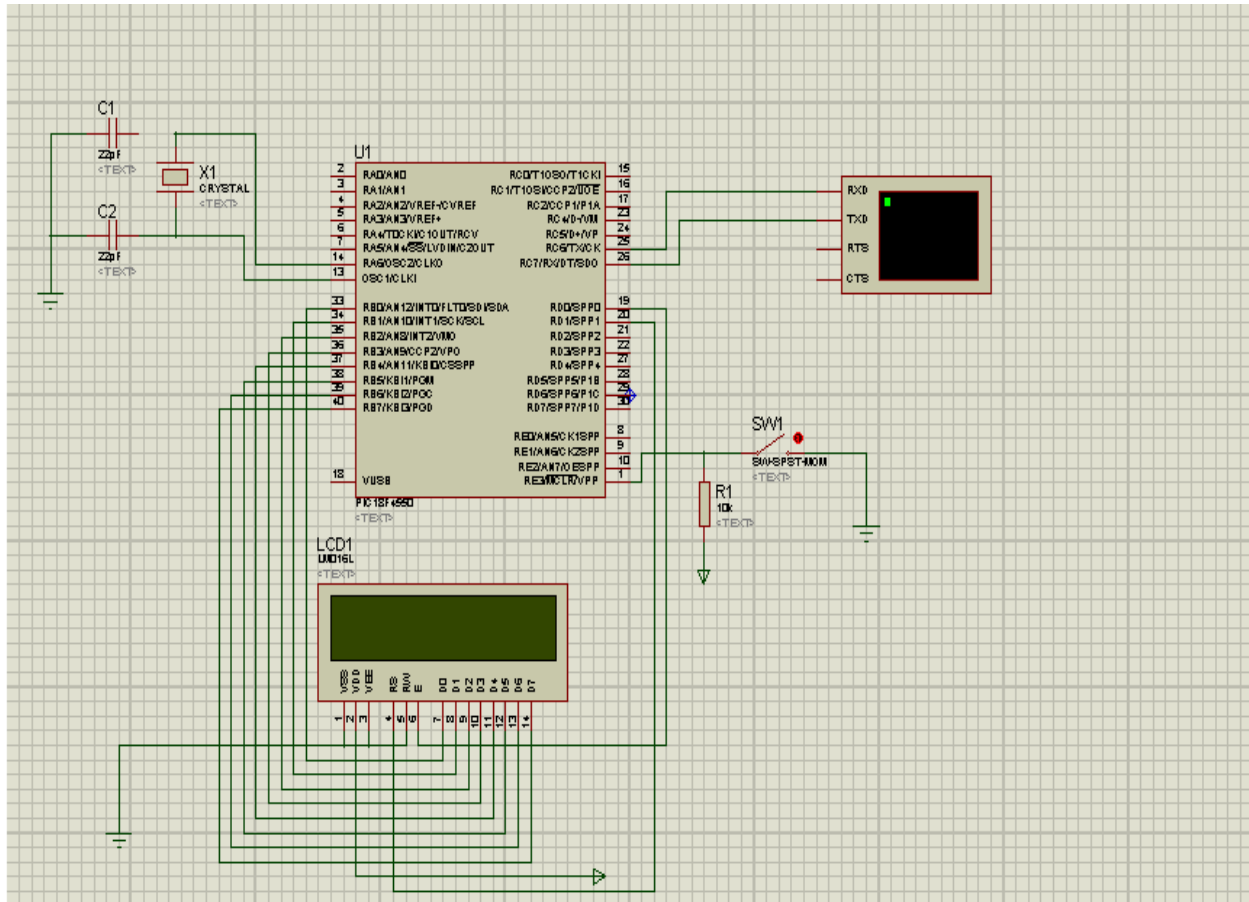 C1
22pF
<TEXT>
X1
CRYSTAL
<TEXT>
C2
22pF
<TEXT>
U1
2 RA0/AN0
3 RA1/AN1
4 RA2/AN2/VREF-/CVREF
5 RA3/AN3/VREF+
6 RA4/T0CKI/C1OUT/RCV
7 RA5/AN4/SS/LVDIN/C2OUT
14 RA6/OSC2/CLKO
13 OSC1/CLKI
33 RB0/AN12/INT0/FLT0/SDI/SDA
34 RB1/AN10/INT1/SCK/SCL
35 RB2/AN8/INT2/VMO
36 RB3/AN9/CCP2/VPO
37 RB4/AN11/KBI0/CSSPP
38 RB5/KBI1/PGM
39 RB6/KBI2/PGC
40 RB7/KBI3/PGD
18 VUSB
RC0/T1OSO/T1CKI 15
RC1/T1OSI/CCP2/UOE 16
RC2/CCP1/P1A 17
RC4/D-/VM 23
RC5/D+/VP 24
RC6/TX/CK 25
RC7/RX/DT/SDO 26
RD0/SPP0 19
RD1/SPP1 20
RD2/SPP2 21
RD3/SPP3 22
RD4/SPP4 27
RD5/SPP5/P1B 28
RD6/SPP6/P1C 29
RD7/SPP7/P1D 30
RE0/AN5/CK1SPP 8
RE1/AN6/CK2SPP 9
RE2/AN7/OESPP 10
RE3/MCLR/VPP 1
PIC18F4550
<TEXT>
RXD
TXD
RTS
CTS
SW1
SW-SPST-MOM
<TEXT>
R1
10k
<TEXT>
LCD1
LM016L
<TEXT>
VSS VDD VEE RS RW E D0 D1 D2 D3 D4 D5 D6 D7
1 2 3 4 5 6 7 8 9 10 11 12 13 14